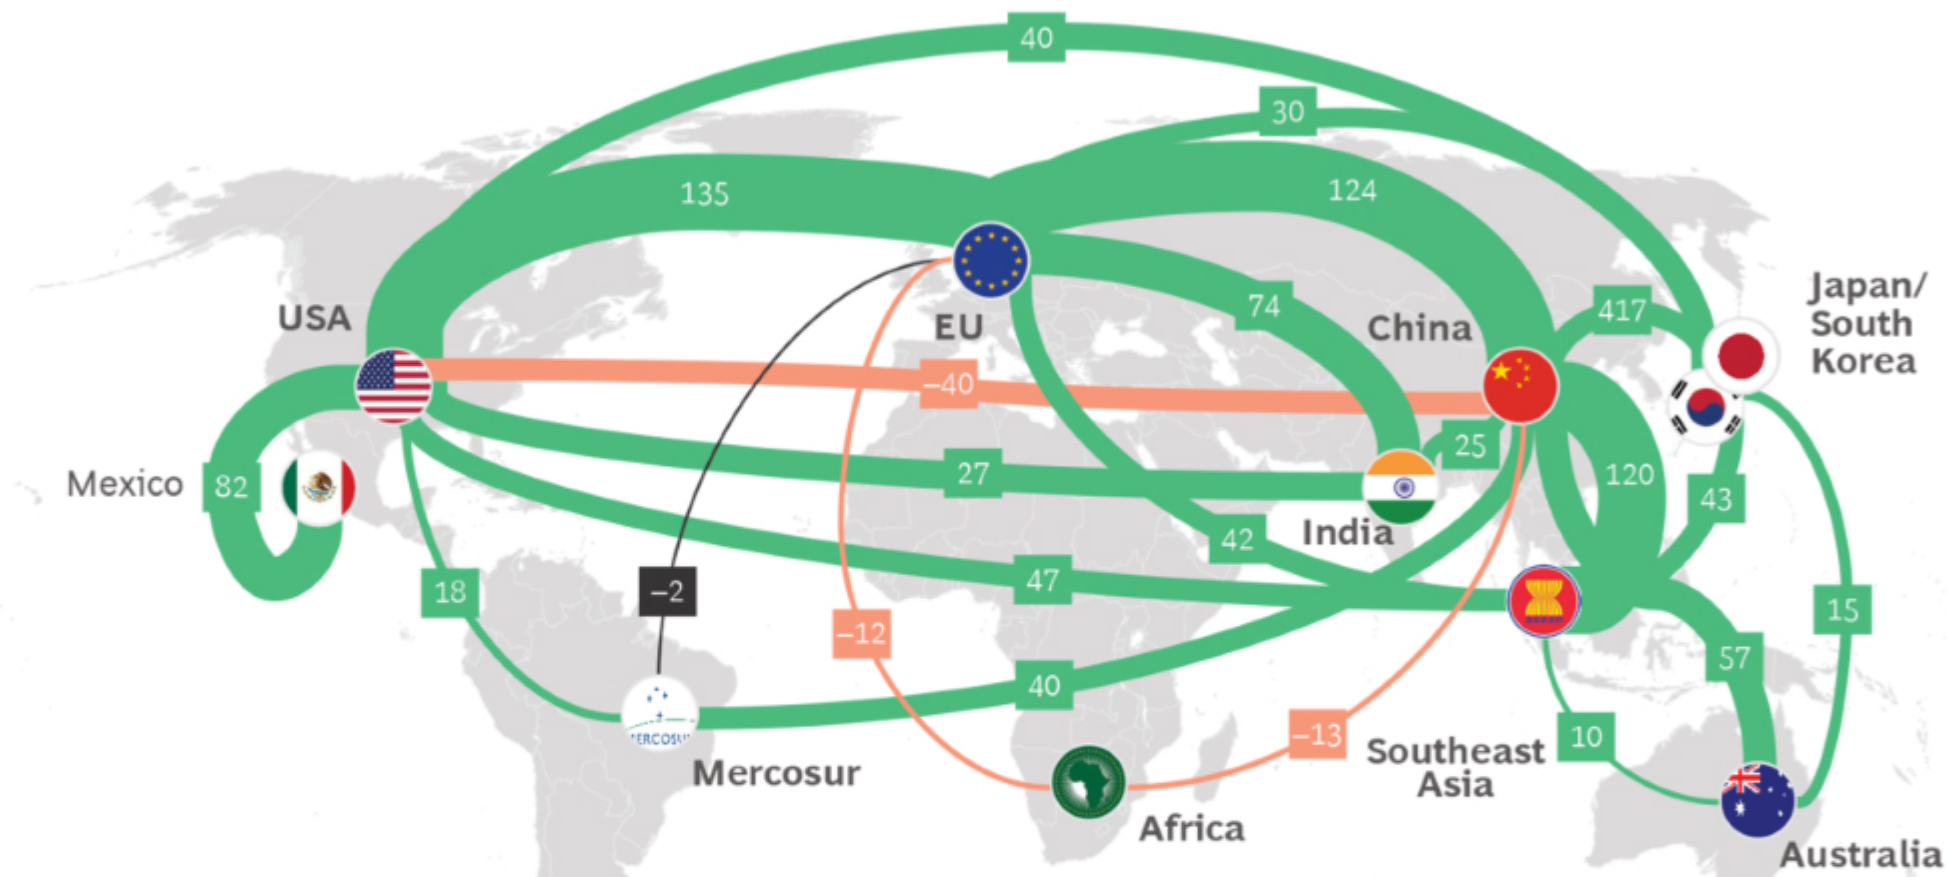 40
30
135
124
USA
EU
74
China
417
Japan/
South
Korea
–40
Mexico
82
27
25
India
120
43
42
18
–2
47
–12
15
40
57
MERCOSU
Mercosur
–13
Southeast
Asia
10
Africa
Australia